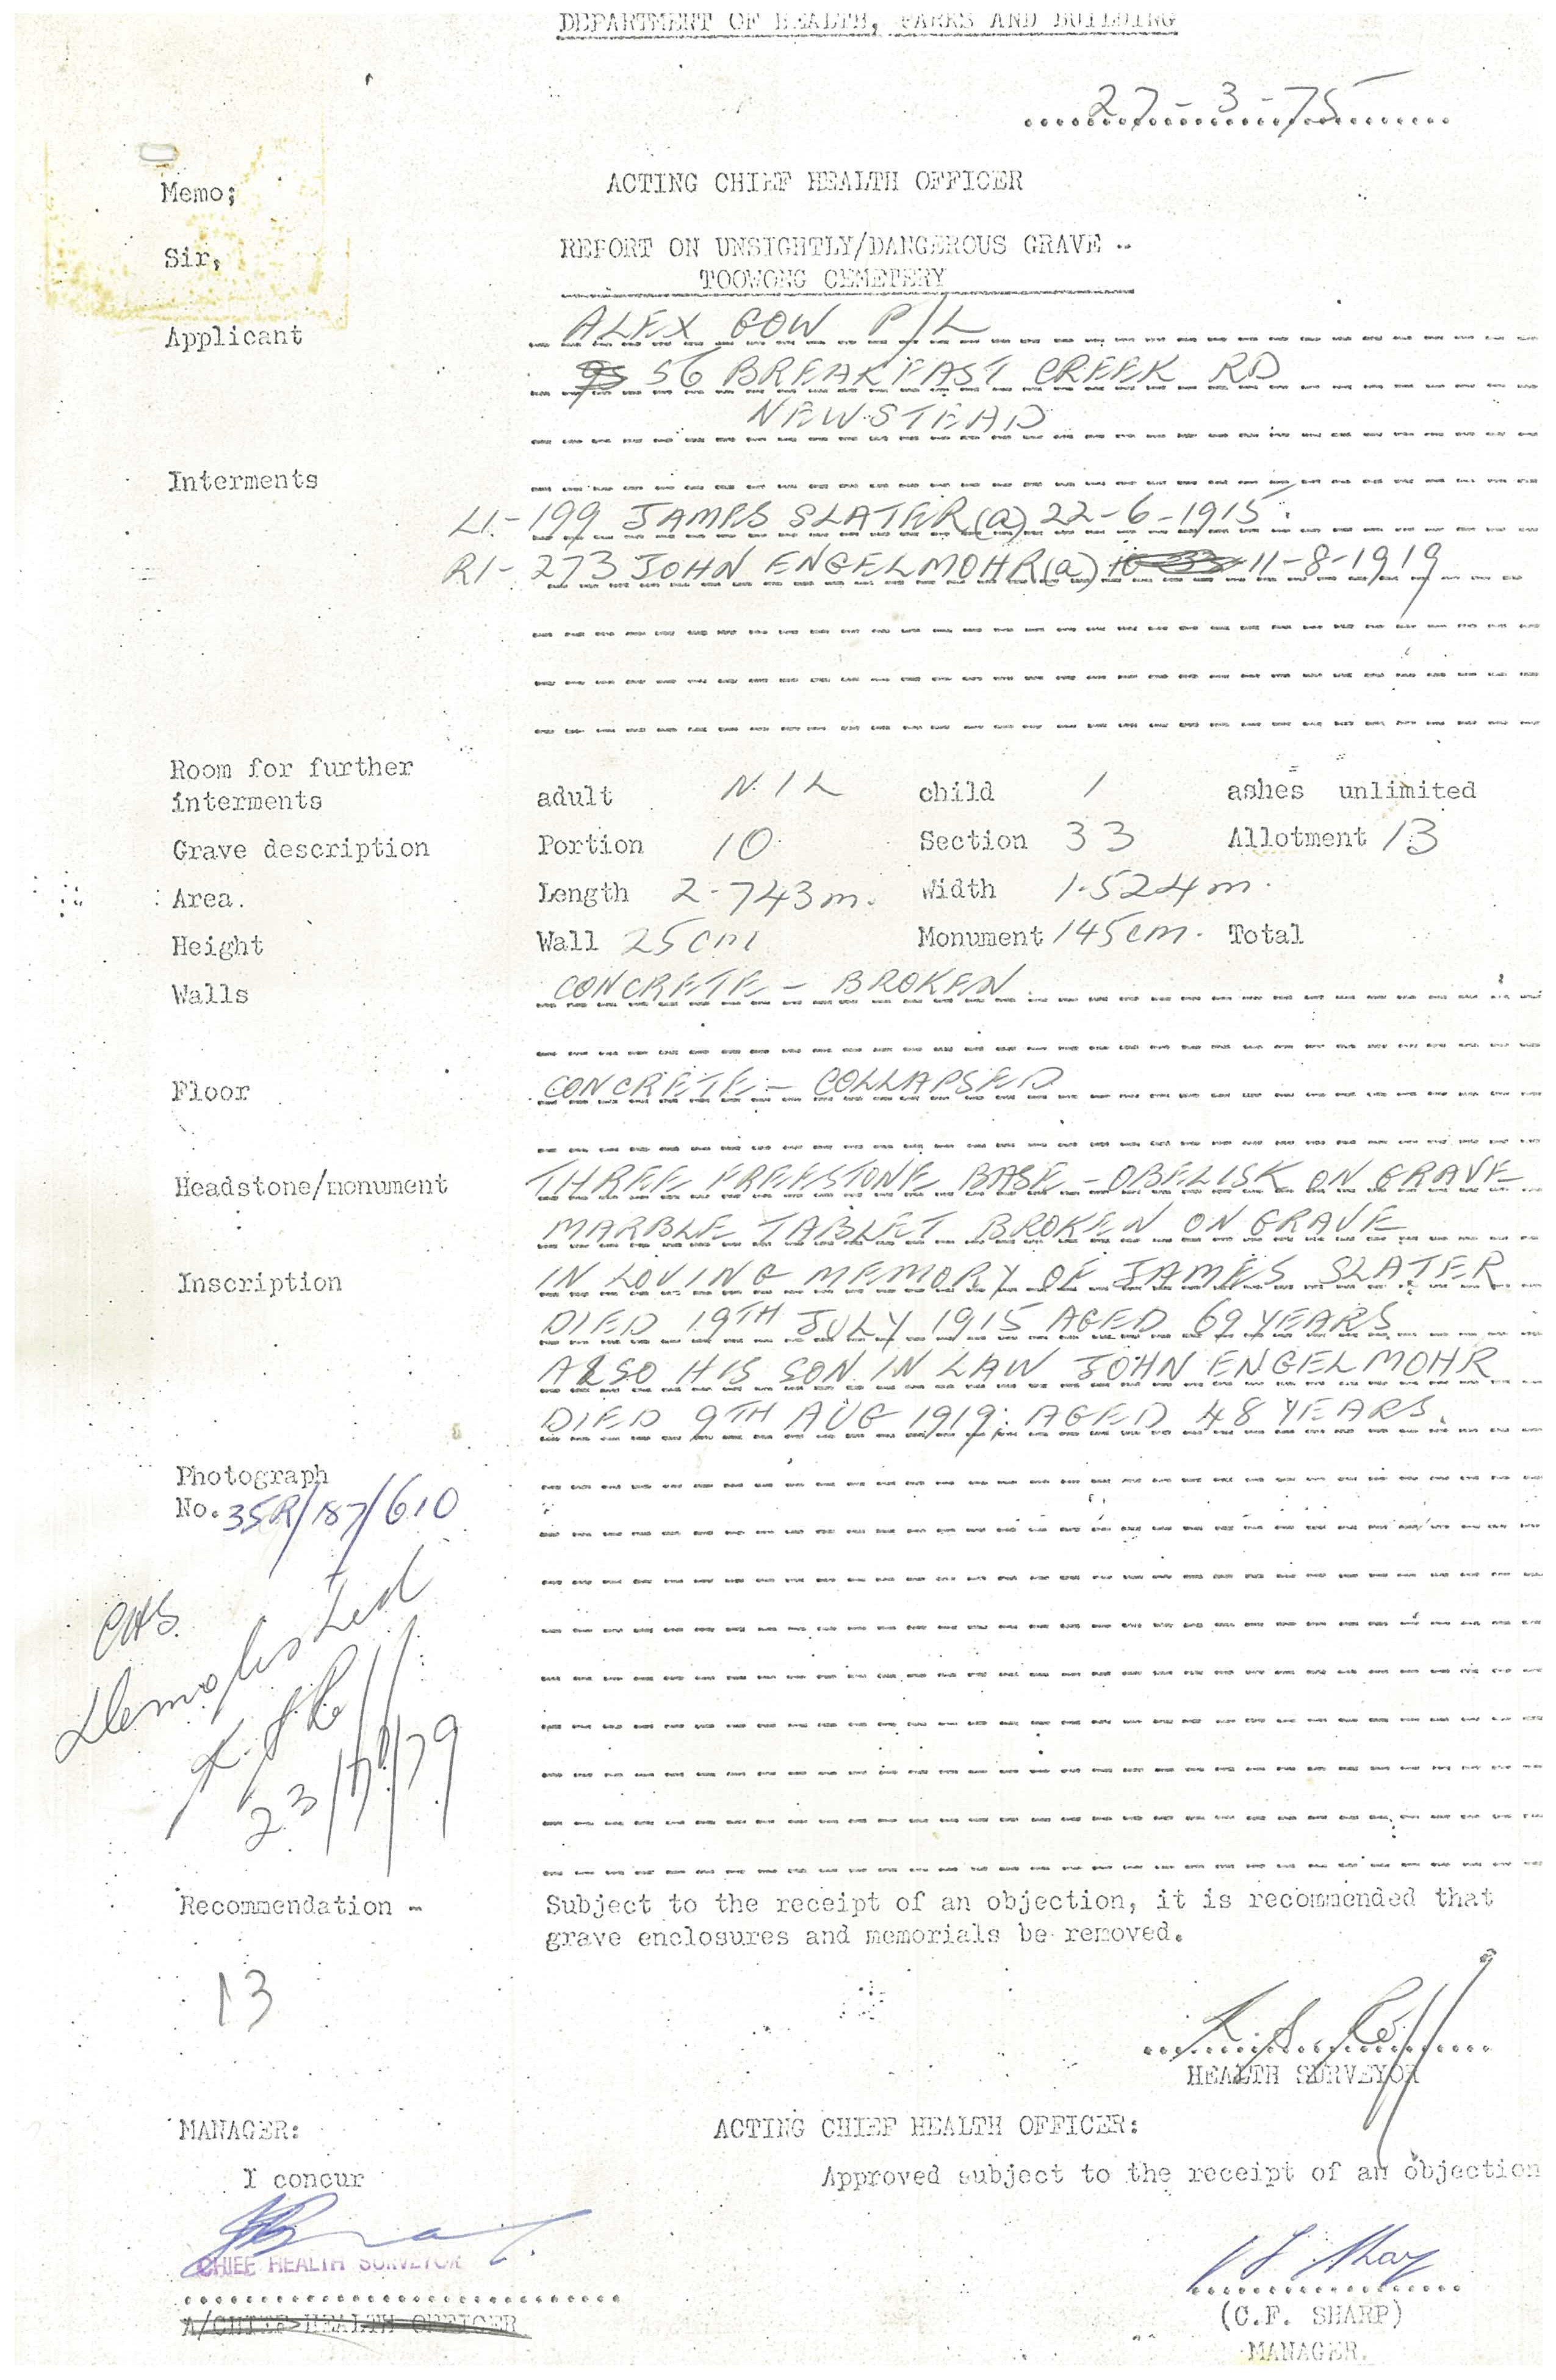 DEPARTMENT OF HEALTH, PARKS AND BUILDING
27-3-75
Memo; ACTING CHIEF HEALTH OFFICER
Sir, REPORT ON UNSIGHTLY/DANGEROUS GRAVE -
TOOWONG CEMETERY
Applicant ALEX GOW P/L
56 BREAKFAST CREEK RD
NEWSTEAD
Interments
L1-199 JAMES SLATER (a) 22-6-1915
R1-273 JOHN ENGELMOHR (a) 11-8-1919
Room for further
interments adult NIL child 1 ashes unlimited
Grave description Portion 10 Section 33 Allotment 13
Area. Length 2.743m. Width 1.524m.
Height Wall 25cm Monument 145cm. Total
Walls CONCRETE - BROKEN
Floor CONCRETE - COLLAPSED
Headstone/monument THREE FREESTONE BASE - OBELISK ON GRAVE
MARBLE TABLET BROKEN ON GRAVE
Inscription IN LOVING MEMORY OF JAMES SLATER
DIED 19TH JULY 1915 AGED 69 YEARS
ALSO HIS SON IN LAW JOHN ENGELMOHR
DIED 9TH AUG 1919: AGED 48 YEARS.
Photograph
No. 35R/187/610
CHS
Demolished
Recommendation - Subject to the receipt of an objection, it is recommended that
grave enclosures and memorials be removed.
13
HEALTH SURVEYOR
MANAGER: ACTING CHIEF HEALTH OFFICER:
I concur Approved subject to the receipt of an objection
CHIEF HEALTH SURVEYOR
A/CHIEF HEALTH OFFICER
(C.F. SHARP)
MANAGER.